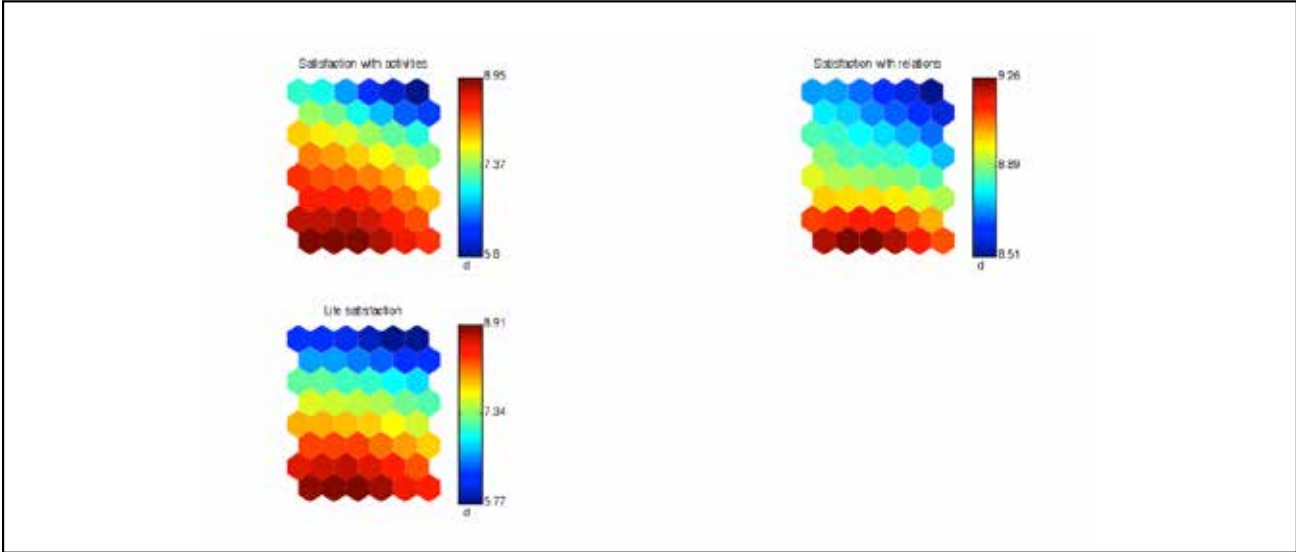 Satisfaction with activities
8.95
7.37
5.8
d
Satisfaction with relations
9.26
8.89
8.51
d
Life satisfaction
8.91
7.34
5.77
d